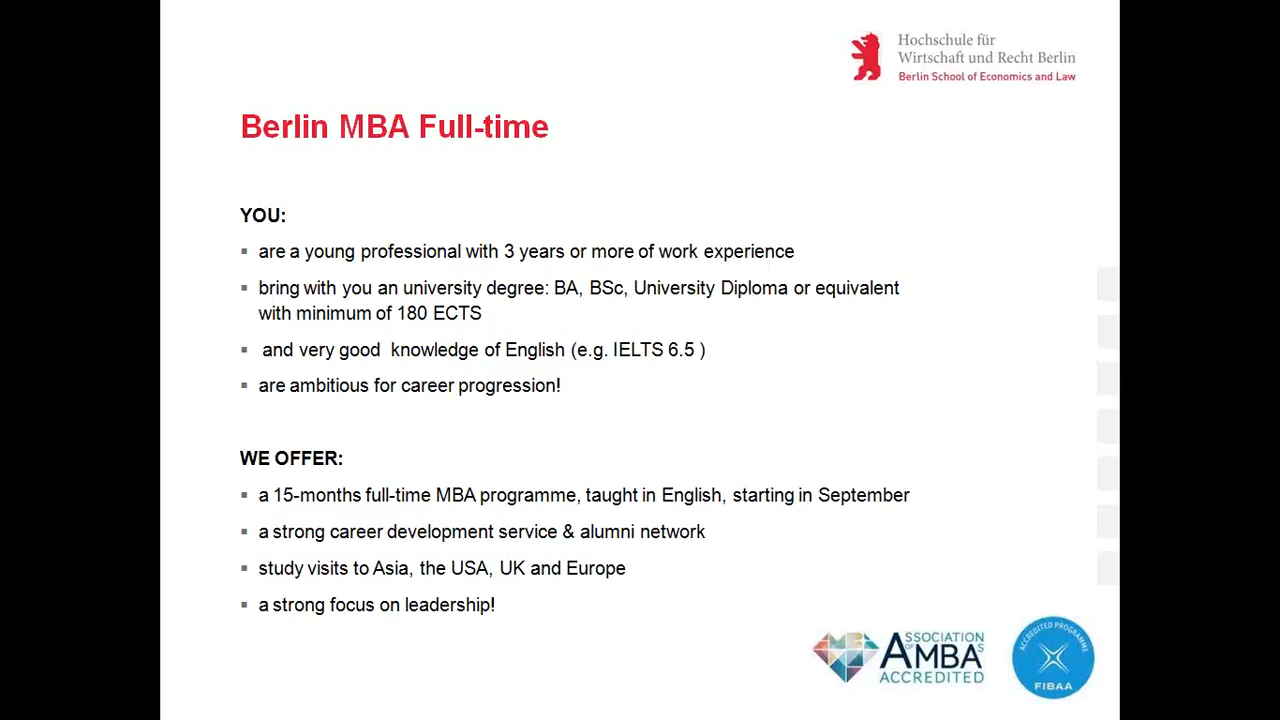 Hochschule für
Wirtschaft und Recht Berlin
Berlin School of Economics and Law
Berlin MBA Full-time
YOU:
▪ are a young professional with 3 years or more of work experience
▪ bring with you an university degree: BA, BSc, University Diploma or equivalent
with minimum of 180 ECTS
▪ and very good knowledge of English (e.g. IELTS 6.5 )
▪ are ambitious for career progression!
WE OFFER:
▪ a 15-months full-time MBA programme, taught in English, starting in September
▪ a strong career development service & alumni network
▪ study visits to Asia, the USA, UK and Europe
▪ a strong focus on leadership!
ASSOCIATION
OF AMBAS
ACCREDITED
ACCREDITED PROGRAMME
FIBAA